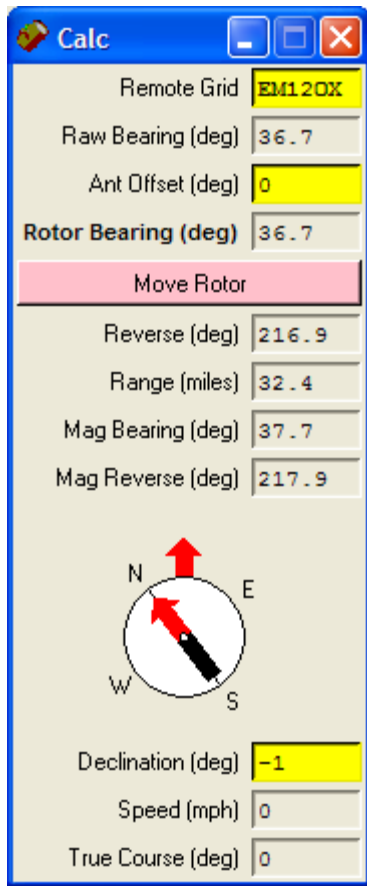 Calc
Remote Grid EM12OX
Raw Bearing (deg) 36.7
Ant Offset (deg) 0
Rotor Bearing (deg) 36.7
Move Rotor
Reverse (deg) 216.9
Range (miles) 32.4
Mag Bearing (deg) 37.7
Mag Reverse (deg) 217.9
N E
W S
Declination (deg) -1
Speed (mph) 0
True Course (deg) 0